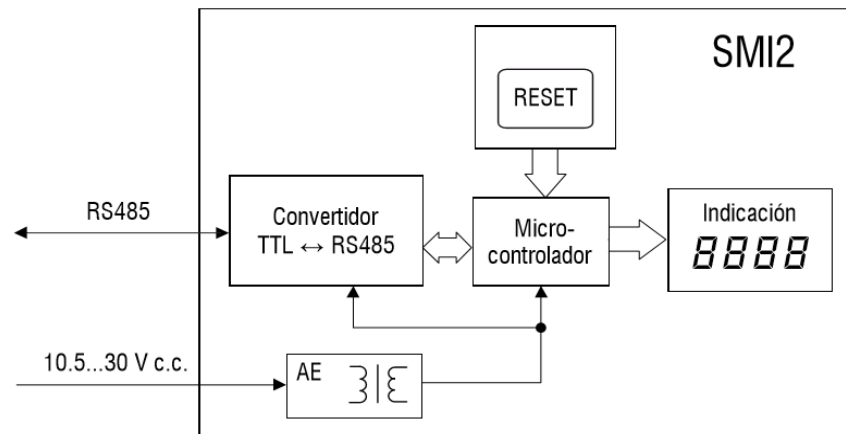 SMI2
RESET
RS485
Convertidor
TTL ↔ RS485
Micro-
controlador
Indicación
8888
10.5...30 V c.c.
AE